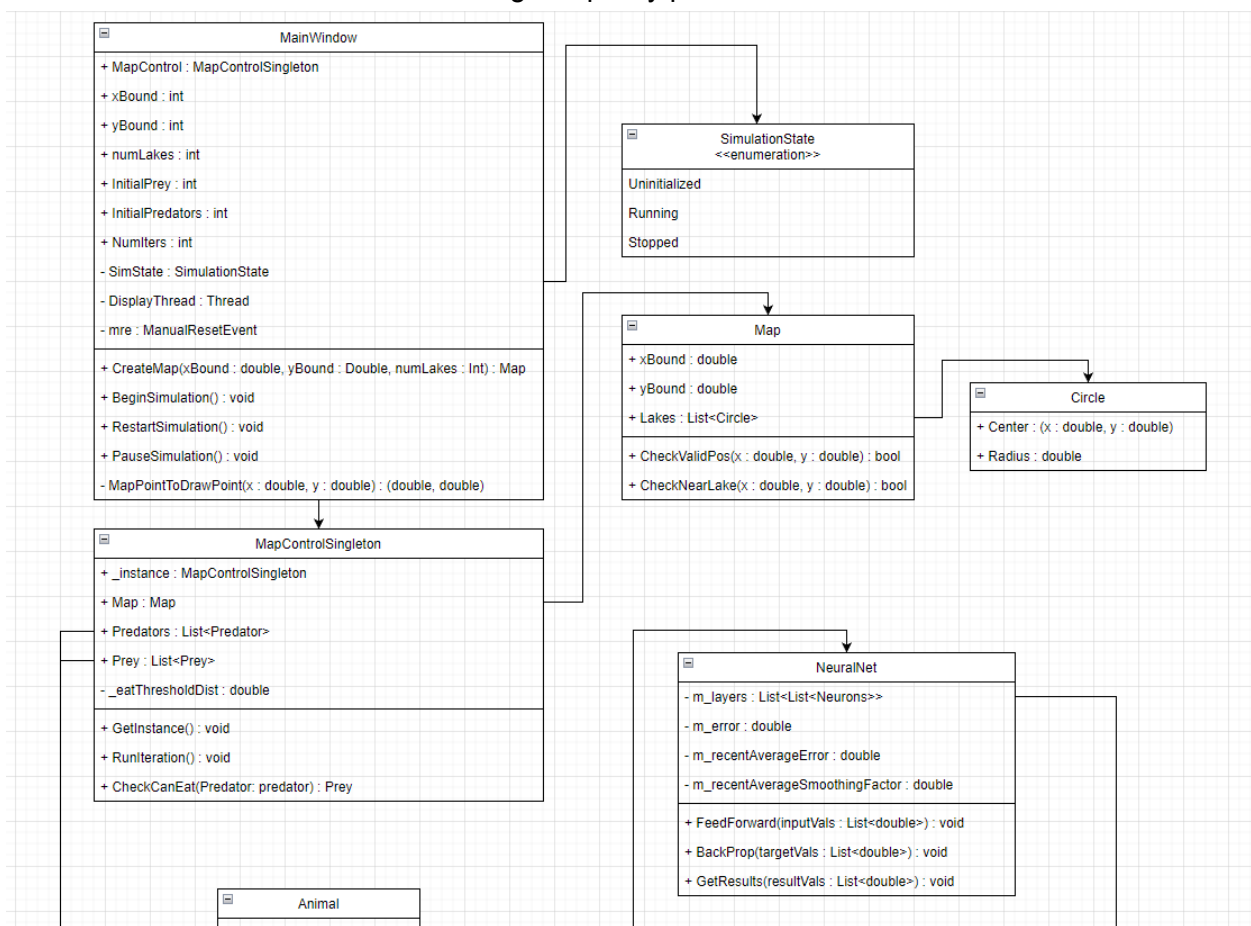 MainWindow
+ MapControl : MapControlSingleton
+ xBound : int
+ yBound : int
+ numLakes : int
+ InitialPrey : int
+ InitialPredators : int
+ NumIters : int
- SimState : SimulationState
- DisplayThread : Thread
- mre : ManualResetEvent
+ CreateMap(xBound : double, yBound : Double, numLakes : Int) : Map
+ BeginSimulation() : void
+ RestartSimulation() : void
+ PauseSimulation() : void
- MapPointToDrawPoint(x : double, y : double) : (double, double)
SimulationState
<<enumeration>>
Uninitialized
Running
Stopped
Map
+ xBound : double
+ yBound : double
+ Lakes : List<Circle>
+ CheckValidPos(x : double, y : double) : bool
+ CheckNearLake(x : double, y : double) : bool
Circle
+ Center : (x : double, y : double)
+ Radius : double
MapControlSingleton
+ _instance : MapControlSingleton
+ Map : Map
+ Predators : List<Predator>
+ Prey : List<Prey>
- _eatThresholdDist : double
+ GetInstance() : void
+ RunIteration() : void
+ CheckCanEat(Predator: predator) : Prey
NeuralNet
- m_layers : List<List<Neurons>>
- m_error : double
- m_recentAverageError : double
- m_recentAverageSmoothingFactor : double
+ FeedForward(inputVals : List<double>) : void
+ BackProp(targetVals : List<double>) : void
+ GetResults(resultVals : List<double>) : void
Animal